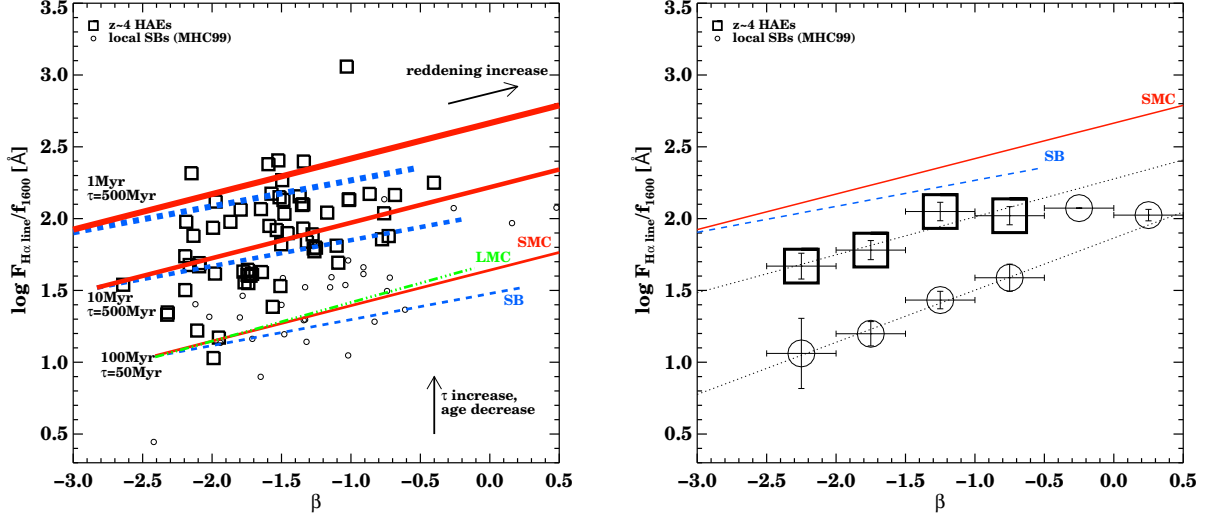 z~4 HAEs
local SBs (MHC99)
reddening increase
1Myr
τ=500Myr
10Myr
τ=500Myr
100Myr
τ=50Myr
SMC
LMC
SB
τ increase,
age decrease
log F_Hα line/f_1600 [Å]
3.5
3.0
2.5
2.0
1.5
1.0
0.5
−3.0 −2.5 −2.0 −1.5 −1.0 −0.5 0.0 0.5
β
z~4 HAEs
local SBs (MHC99)
SMC
SB
log F_Hα line/f_1600 [Å]
3.5
3.0
2.5
2.0
1.5
1.0
0.5
−3.0 −2.5 −2.0 −1.5 −1.0 −0.5 0.0 0.5
β